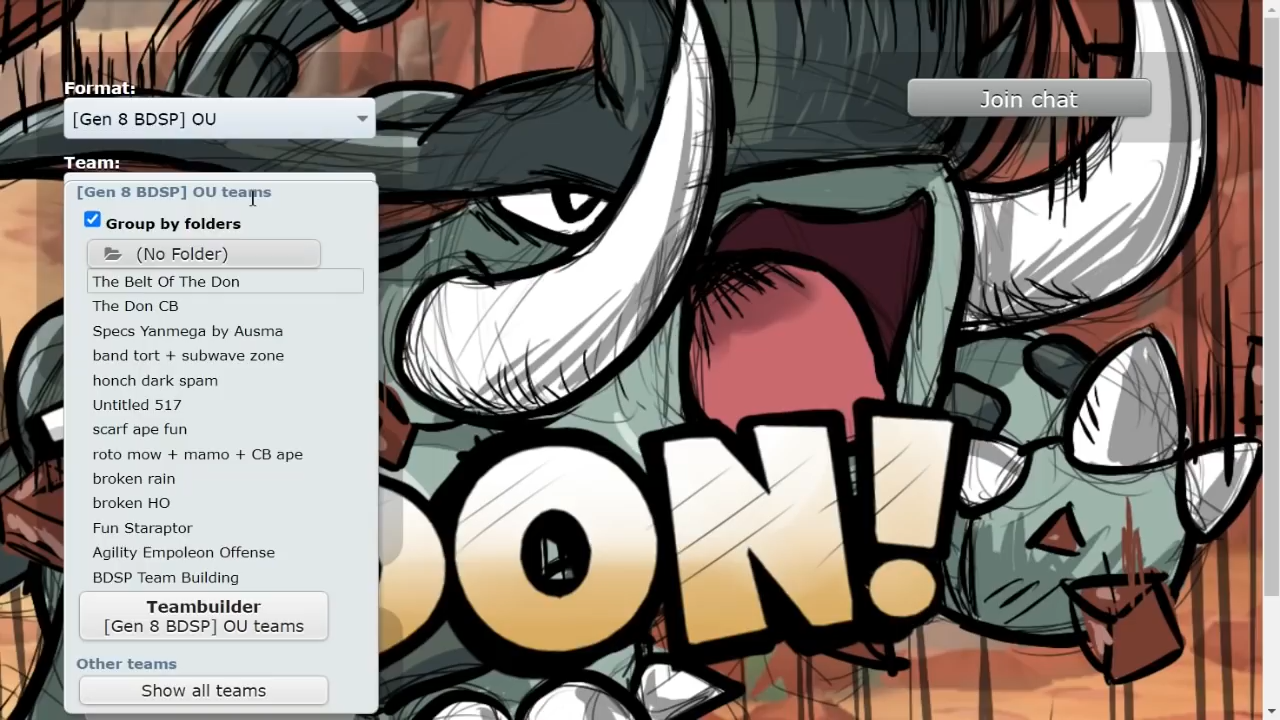 Format:
[Gen 8 BDSP] OU
Join chat
Team:
[Gen 8 BDSP] OU teams
Group by folders
(No Folder)
The Belt Of The Don
The Don CB
Specs Yanmega by Ausma
band tort + subwave zone
honch dark spam
Untitled 517
scarf ape fun
roto mow + mamo + CB ape
broken rain
broken HO
Fun Staraptor
Agility Empoleon Offense
BDSP Team Building
Teambuilder
[Gen 8 BDSP] OU teams
Other teams
Show all teams
OON!